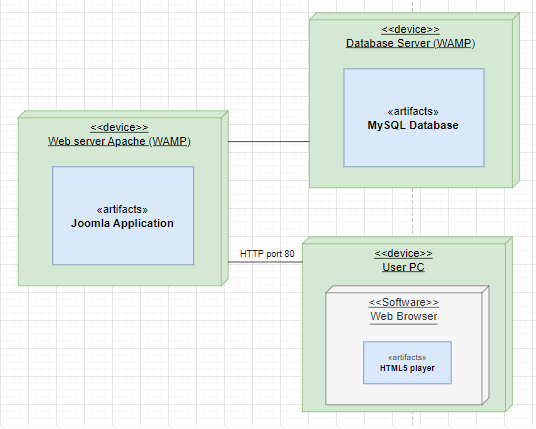 <<device>>
Database Server (WAMP)
«artifacts»
MySQL Database
<<device>>
Web server Apache (WAMP)
«artifacts»
Joomla Application
HTTP port 80
<<device>>
User PC
<<Software>>
Web Browser
«artifacts»
HTML5 player